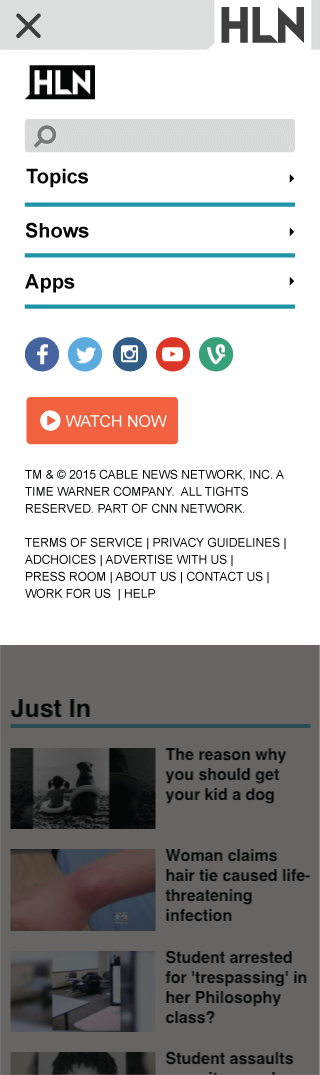 HLN
HLN
Topics
Shows
Apps
WATCH NOW
TM & © 2015 CABLE NEWS NETWORK, INC. A
TIME WARNER COMPANY. ALL TIGHTS
RESERVED. PART OF CNN NETWORK.
TERMS OF SERVICE | PRIVACY GUIDELINES |
ADCHOICES | ADVERTISE WITH US |
PRESS ROOM | ABOUT US | CONTACT US |
WORK FOR US | HELP
Just In
The reason why
you should get
your kid a dog
Woman claims
hair tie caused life-
threatening
infection
Student arrested
for 'trespassing' in
her Philosophy
class?
Student assaults